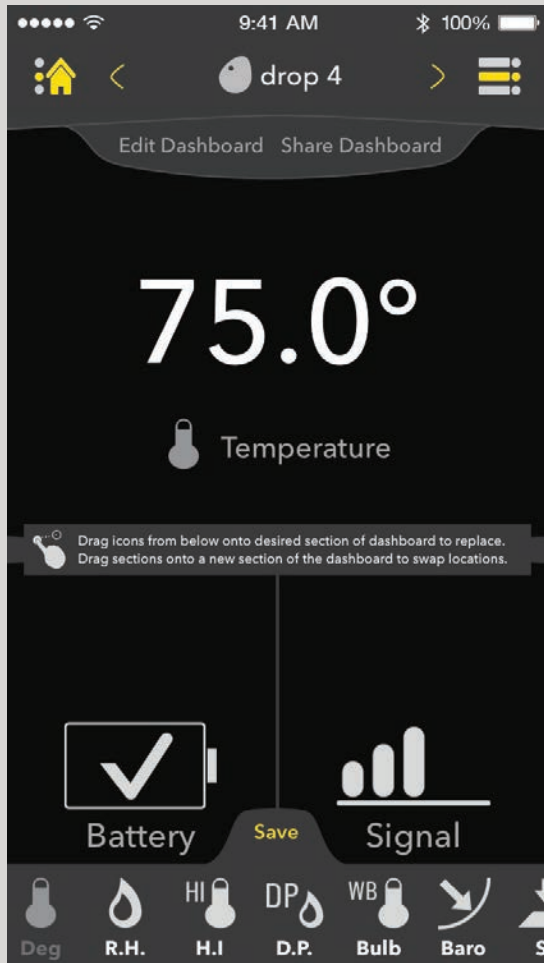 9:41 AM
100%
drop 4
Edit Dashboard Share Dashboard
75.0°
Temperature
Drag icons from below onto desired section of dashboard to replace.
Drag sections onto a new section of the dashboard to swap locations.
Battery
Save
Signal
HI
DP
WB
Deg
R.H.
H.I
D.P.
Bulb
Baro